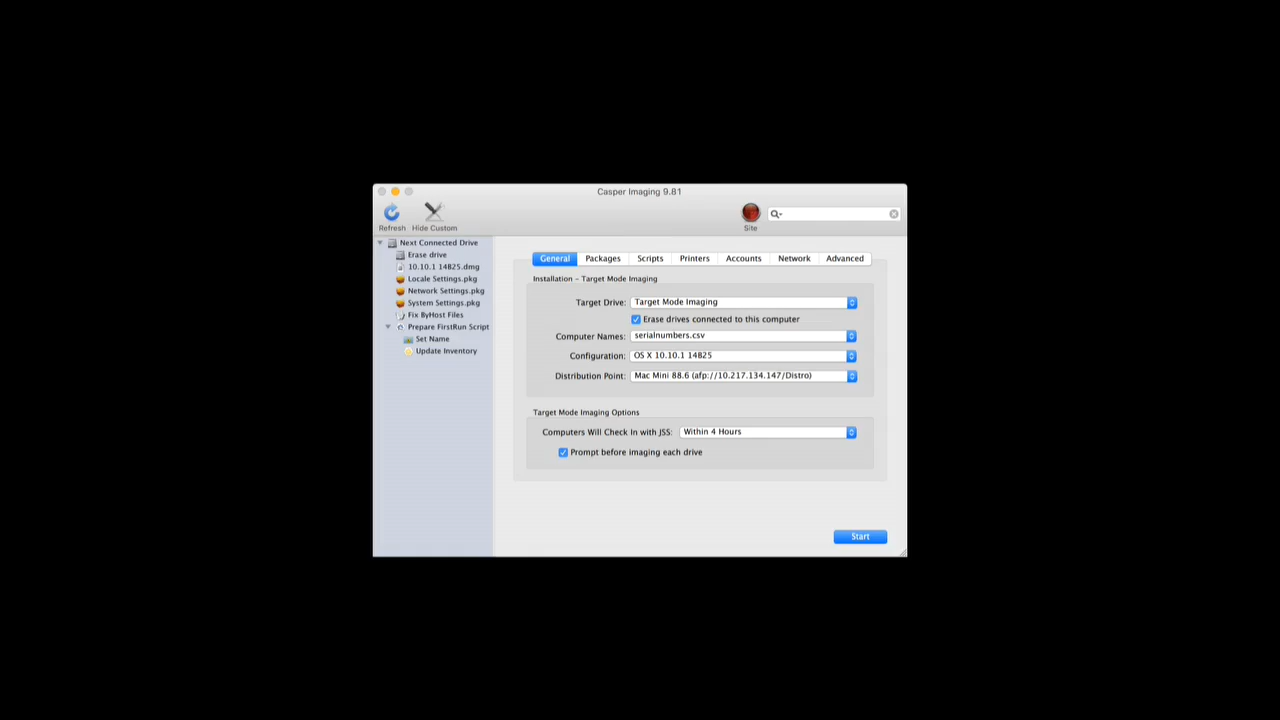 Casper Imaging 9.81
Refresh Hide Custom
Site
Next Connected Drive
Erase drive
10.10.1 14B25.dmg
Locale Settings.pkg
Network Settings.pkg
System Settings.pkg
Fix ByHost Files
Prepare FirstRun Script
Set Name
Update Inventory
General Packages Scripts Printers Accounts Network Advanced
Installation - Target Mode Imaging
Target Drive: Target Mode Imaging
Erase drives connected to this computer
Computer Names: serialnumbers.csv
Configuration: OS X 10.10.1 14B25
Distribution Point: Mac Mini 88.6 (afp://10.217.134.147/Distro)
Target Mode Imaging Options
Computers Will Check In with JSS: Within 4 Hours
Prompt before imaging each drive
Start